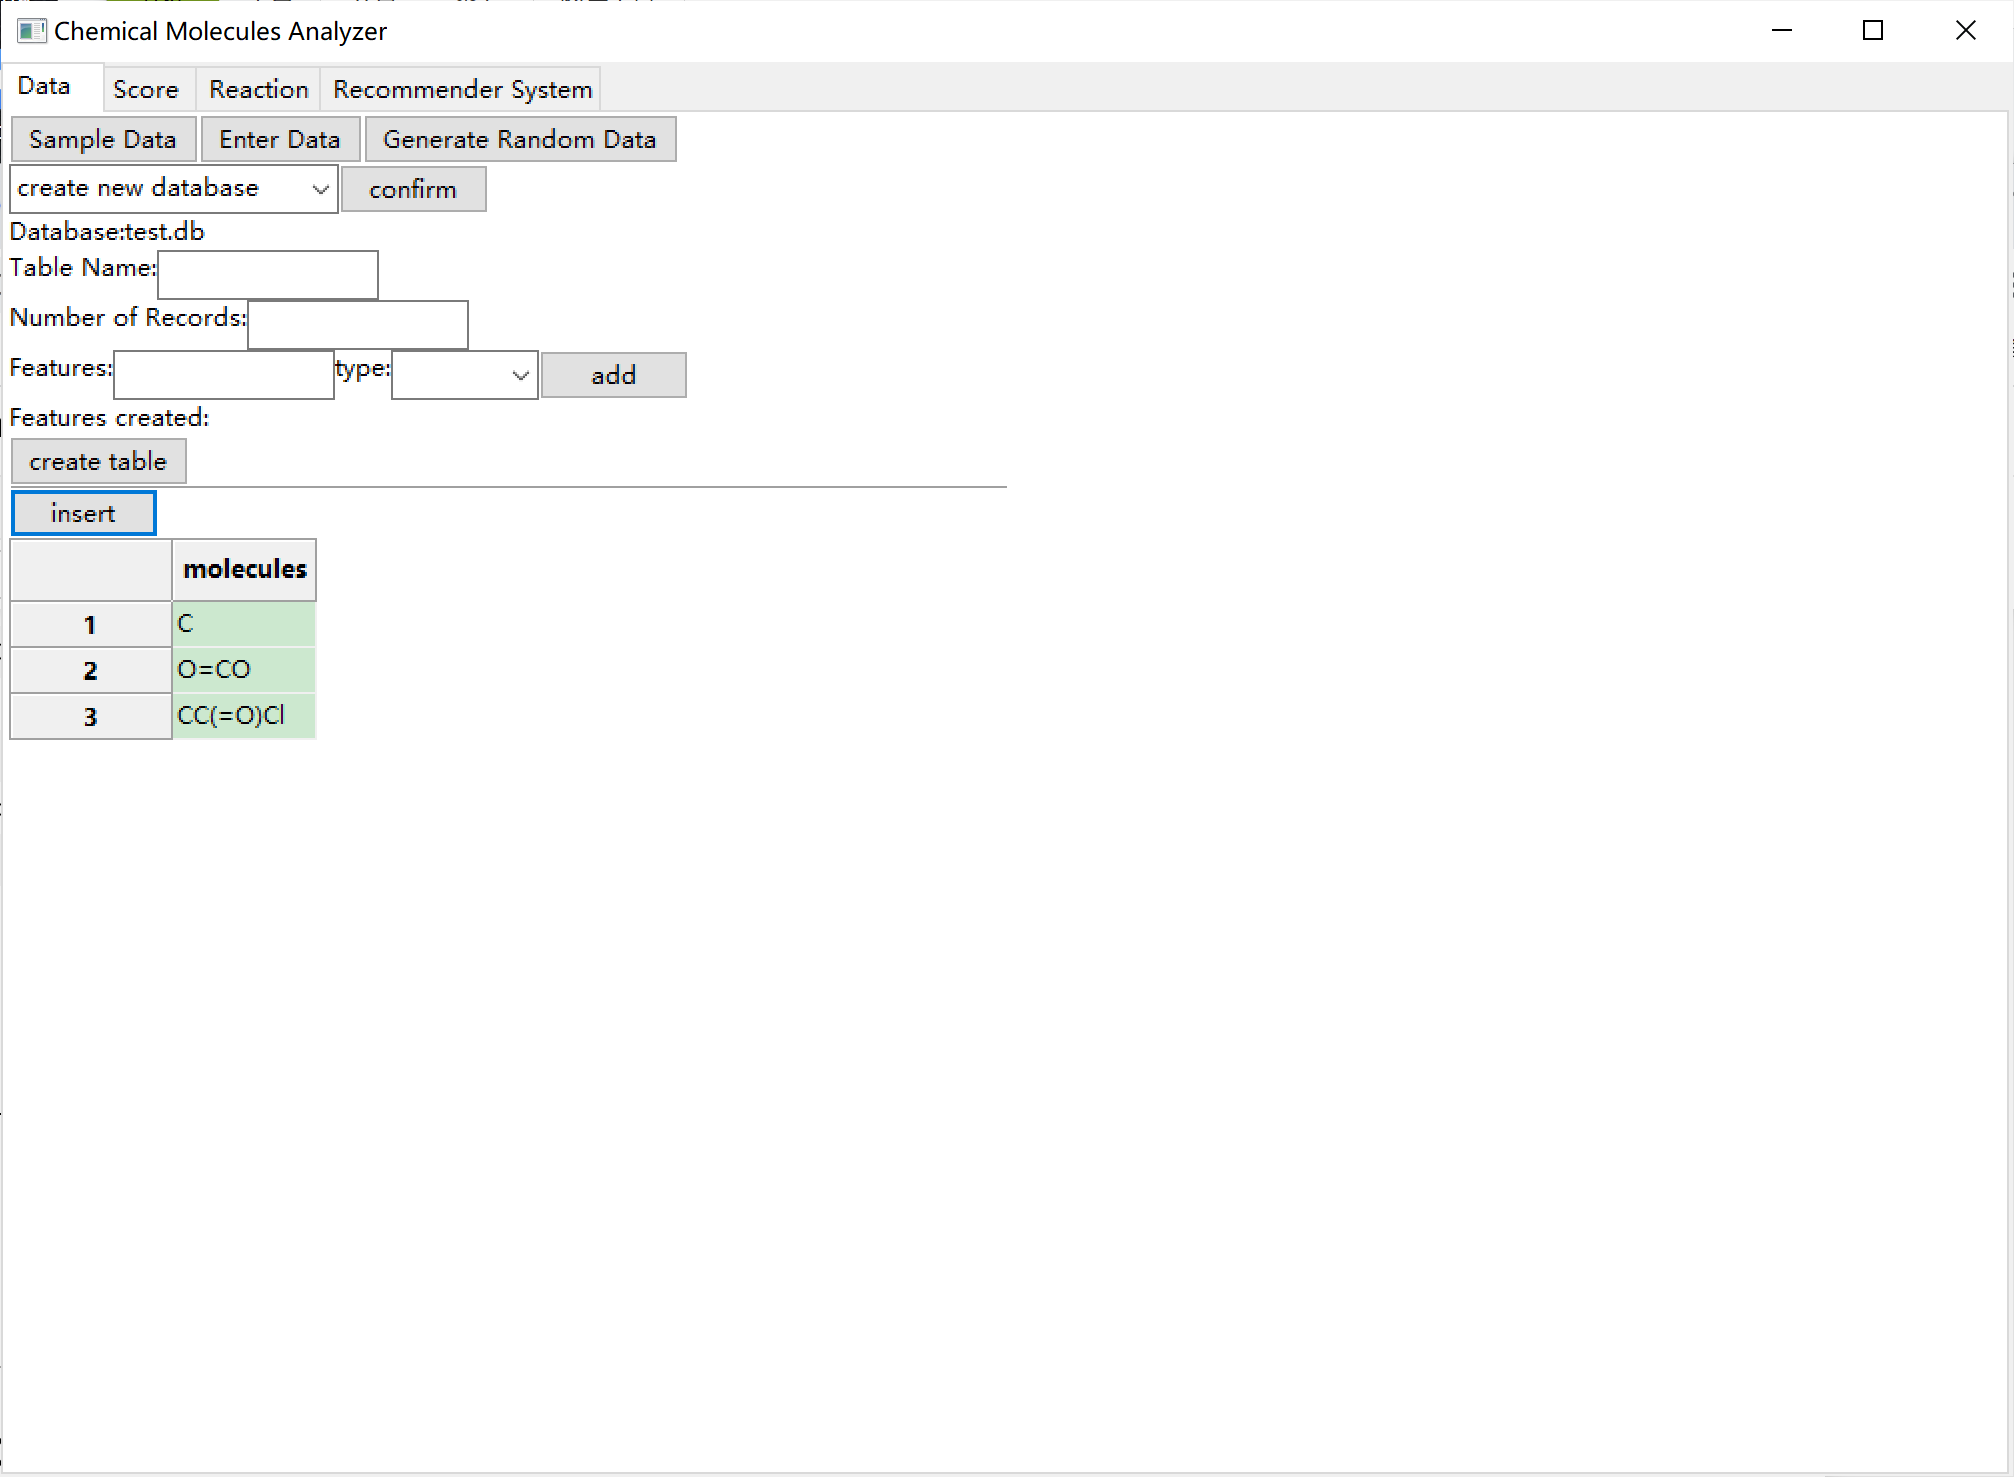 Chemical Molecules Analyzer
Data Score Reaction Recommender System
Sample Data Enter Data Generate Random Data
create new database confirm
Database:test.db
Table Name:
Number of Records:
Features: type: add
Features created:
create table
insert
molecules
1 C
2 O=CO
3 CC(=O)Cl